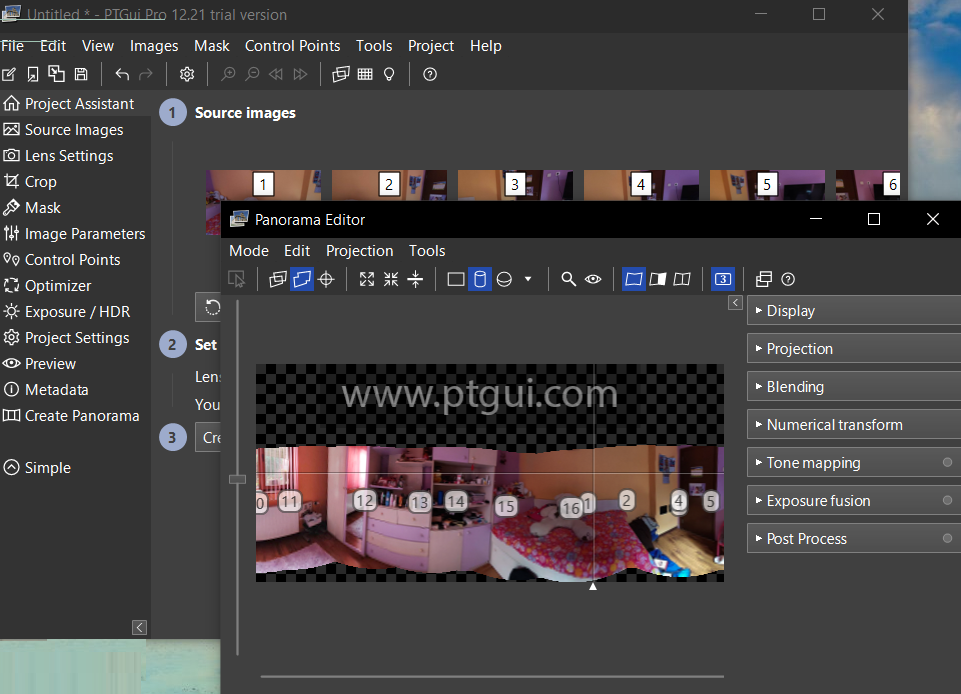 Untitled * - PTGui Pro 12.21 trial version
File Edit View Images Mask Control Points Tools Project Help
Project Assistant
Source Images
Lens Settings
Crop
Mask
Image Parameters
Control Points
Optimizer
Exposure / HDR
Project Settings
Preview
Metadata
Create Panorama
Simple
1 Source images
1 2 3 4 5 6
2 Set
Lens
You
3 Cre
Panorama Editor
Mode Edit Projection Tools
3
www.ptgui.com
0 11 12 13 14 15 16 1 2 4 5
Display
Projection
Blending
Numerical transform
Tone mapping
Exposure fusion
Post Process